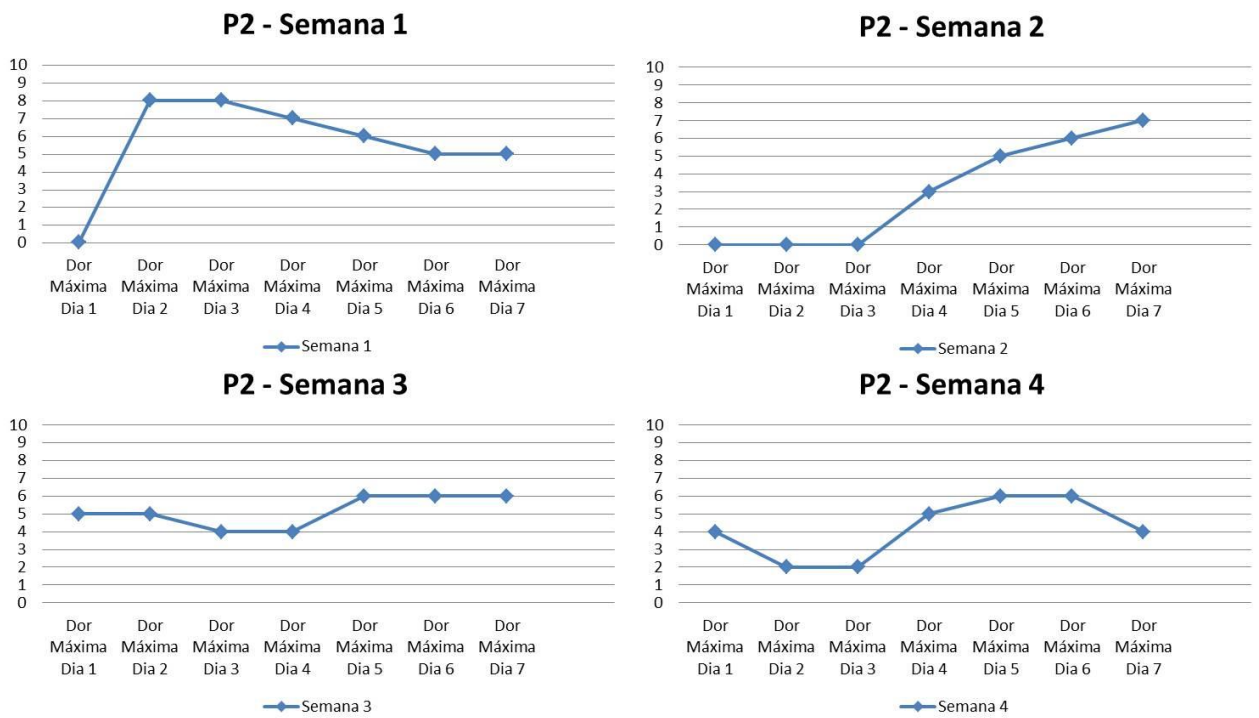 P2 - Semana 1
10
9
8
7
6
5
4
3
2
1
0
Dor Dor Dor Dor Dor Dor Dor
Máxima Máxima Máxima Máxima Máxima Máxima Máxima
Dia 1 Dia 2 Dia 3 Dia 4 Dia 5 Dia 6 Dia 7
Semana 1
P2 - Semana 2
10
9
8
7
6
5
4
3
2
1
0
Dor Dor Dor Dor Dor Dor Dor
Máxima Máxima Máxima Máxima Máxima Máxima Máxima
Dia 1 Dia 2 Dia 3 Dia 4 Dia 5 Dia 6 Dia 7
Semana 2
P2 - Semana 3
10
9
8
7
6
5
4
3
2
1
0
Dor Dor Dor Dor Dor Dor Dor
Máxima Máxima Máxima Máxima Máxima Máxima Máxima
Dia 1 Dia 2 Dia 3 Dia 4 Dia 5 Dia 6 Dia 7
Semana 3
P2 - Semana 4
10
9
8
7
6
5
4
3
2
1
0
Dor Dor Dor Dor Dor Dor Dor
Máxima Máxima Máxima Máxima Máxima Máxima Máxima
Dia 1 Dia 2 Dia 3 Dia 4 Dia 5 Dia 6 Dia 7
Semana 4